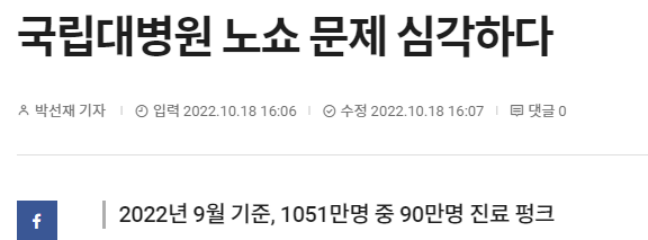 국립대병원 노쇼 문제 심각하다
박선재 기자 입력 2022.10.18 16:06 수정 2022.10.18 16:07 댓글 0
f
2022년 9월 기준, 1051만명 중 90만명 진료 펑크